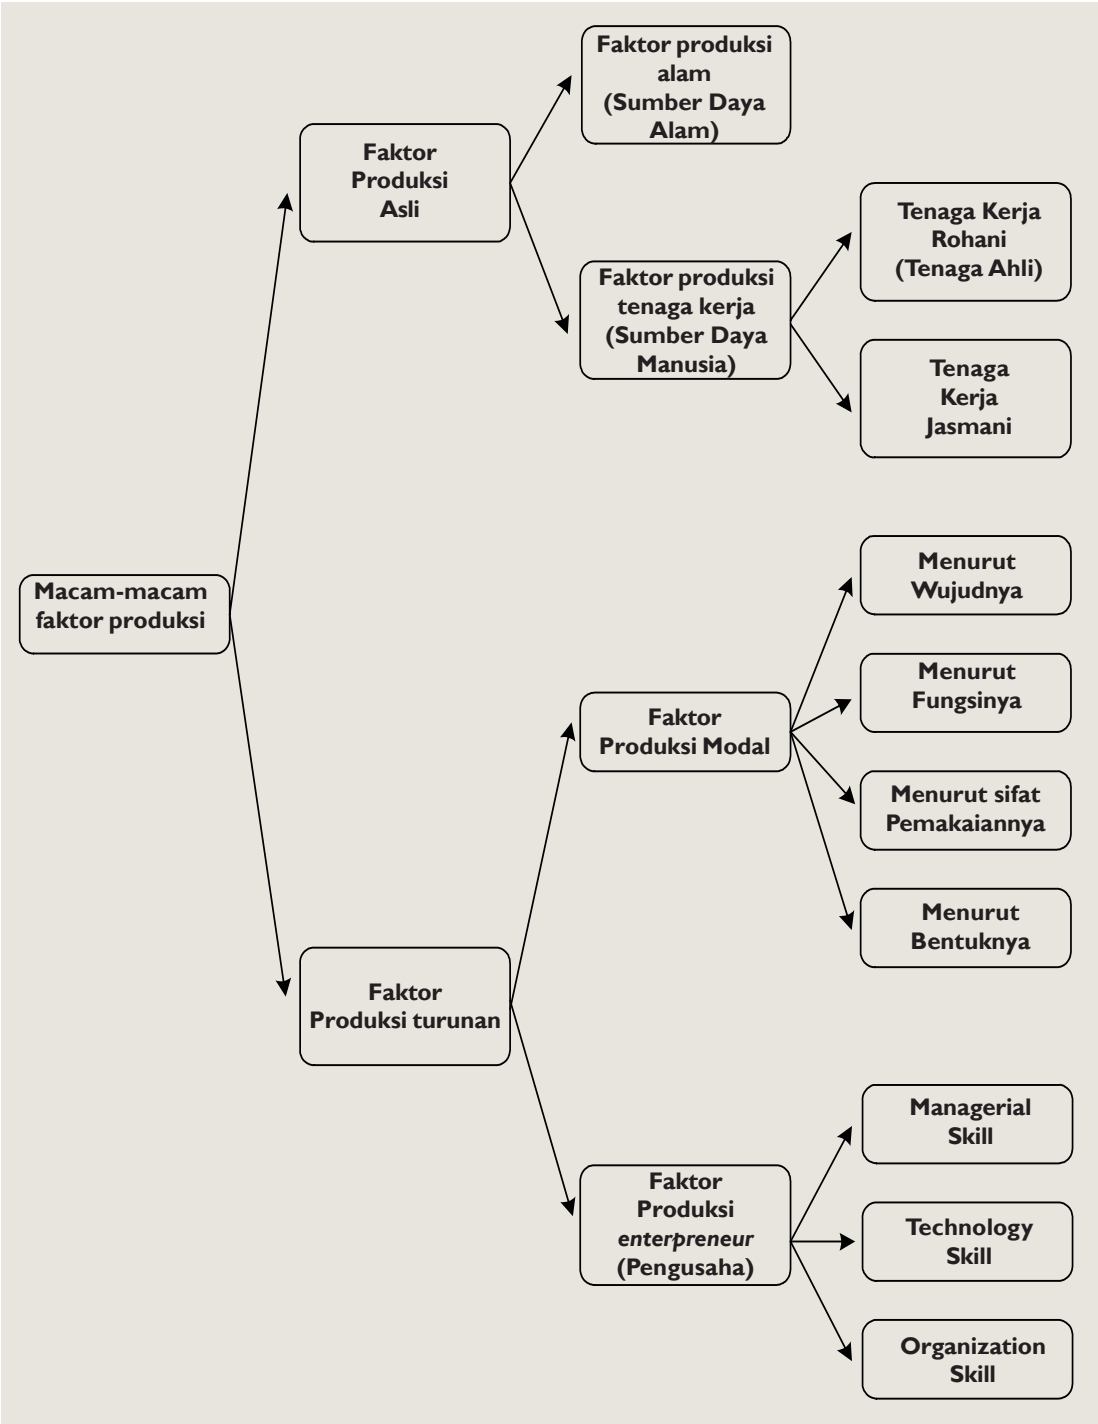 Faktor produksi
alam
(Sumber Daya
Alam)
Faktor
Produksi
Asli
Tenaga Kerja
Rohani
(Tenaga Ahli)
Faktor produksi
tenaga kerja
(Sumber Daya
Manusia)
Tenaga
Kerja
Jasmani
Macam-macam
faktor produksi
Menurut
Wujudnya
Menurut
Fungsinya
Faktor
Produksi Modal
Menurut sifat
Pemakaiannya
Menurut
Bentuknya
Faktor
Produksi turunan
Managerial
Skill
Faktor
Produksi
enterpreneur
(Pengusaha)
Technology
Skill
Organization
Skill